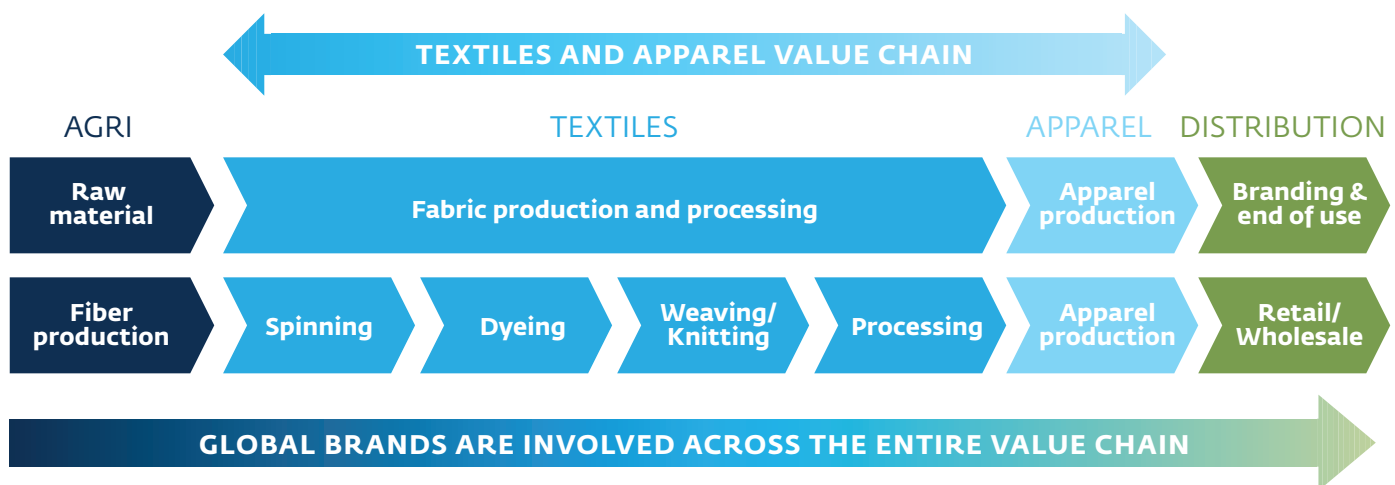 TEXTILES AND APPAREL VALUE CHAIN
AGRI
TEXTILES
APPAREL
DISTRIBUTION
Raw
material
Fabric production and processing
Apparel
production
Branding &
end of use
Fiber
production
Spinning
Dyeing
Weaving/
Knitting
Processing
Apparel
production
Retail/
Wholesale
GLOBAL BRANDS ARE INVOLVED ACROSS THE ENTIRE VALUE CHAIN